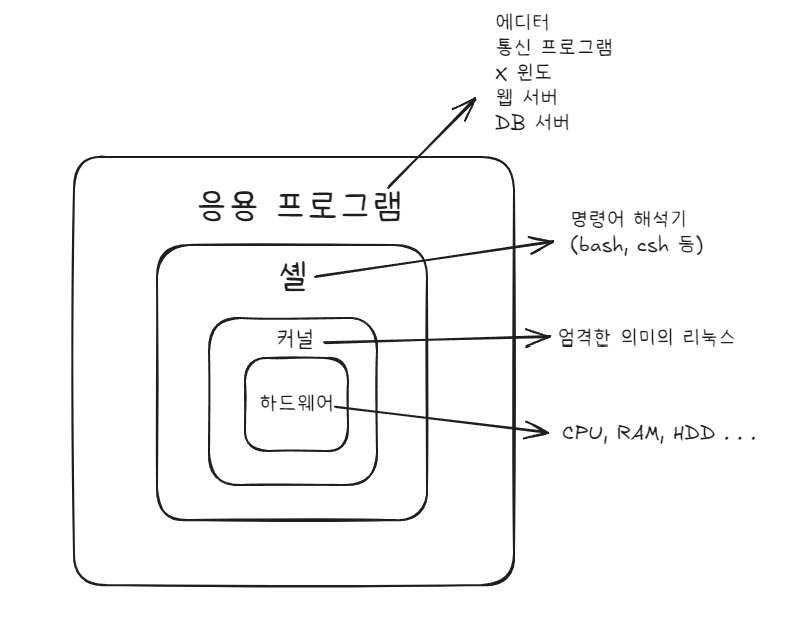 에디터
통신 프로그램
X 윈도
웹 서버
DB 서버
응용 프로그램
명령어 해석기
(bash, csh 등)
셸
커널
엄격한 의미의 리눅스
하드웨어
CPU, RAM, HDD ...